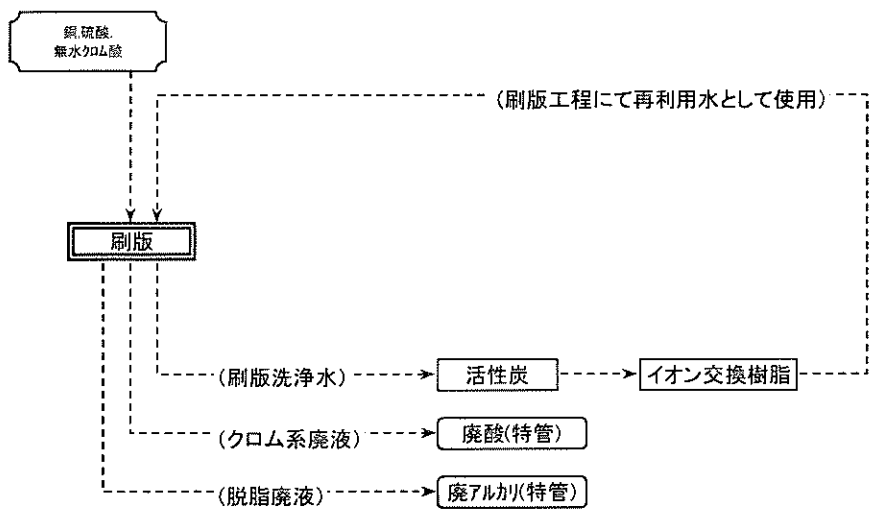 銅,硫酸,
無水クロム酸
(刷版工程にて再利用水として使用)
刷版
(刷版洗浄水)
活性炭
イオン交換樹脂
(クロム系廃液)
廃酸(特管)
(脱脂廃液)
廃アルカリ(特管)